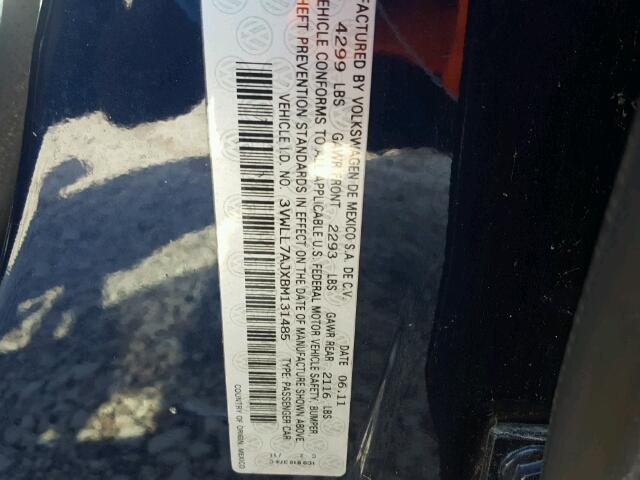 FACTURED BY VOLKSWAGEN DE MEXICO S.A. DE C.V. DATE 06.11
4299 LBS GAWR FRONT 2293 LBS GAWR REAR 2116 LBS
VEHICLE CONFORMS TO ALL APPLICABLE U.S. FEDERAL MOTOR VEHICLE SAFETY, BUMPER
HEFT PREVENTION STANDARDS IN EFFECT ON THE DATE OF MANUFACTURE SHOWN ABOVE.
VEHICLE I.D. NO. 3VWLL7AJXBM131485 TYPE: PASSENGER CAR
COUNTRY OF ORIGIN, MEXICO